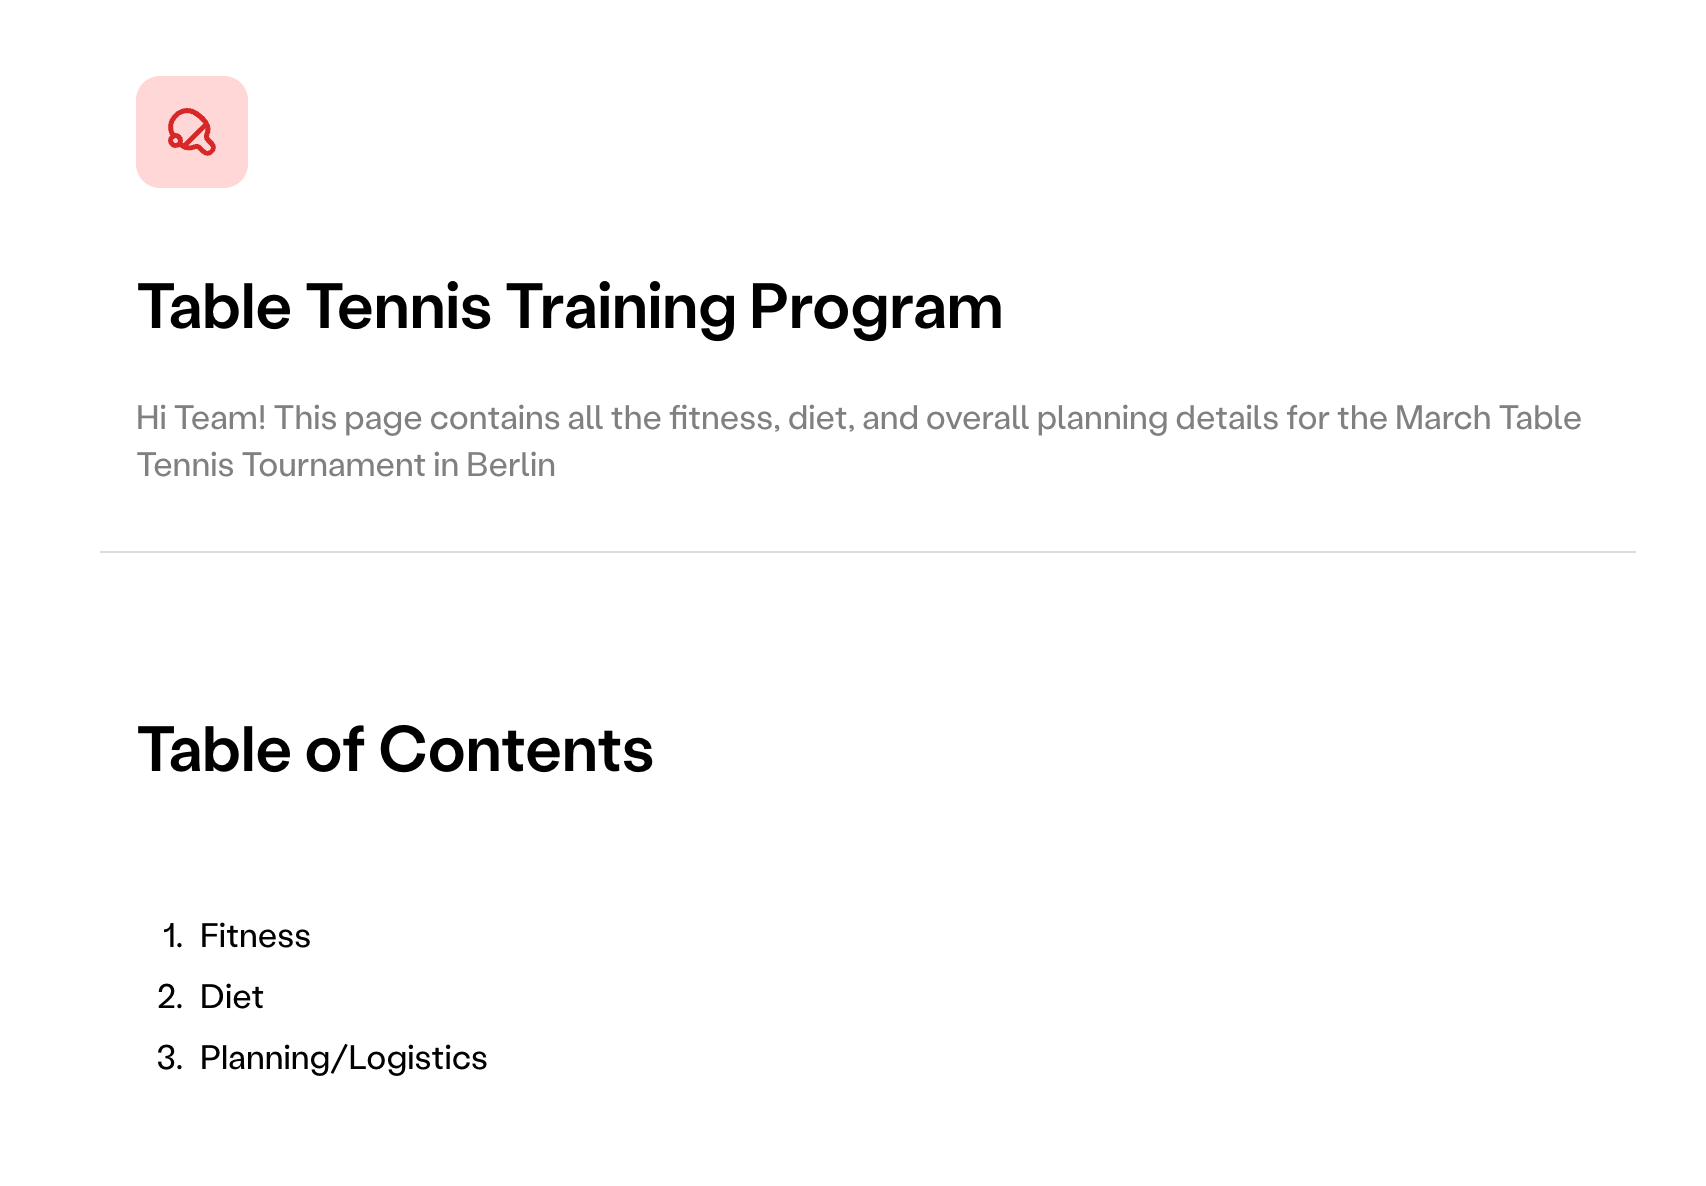 Table Tennis Training Program
Hi Team! This page contains all the fitness, diet, and overall planning details for the March Table
Tennis Tournament in Berlin
Table of Contents
1. Fitness
2. Diet
3. Planning/Logistics